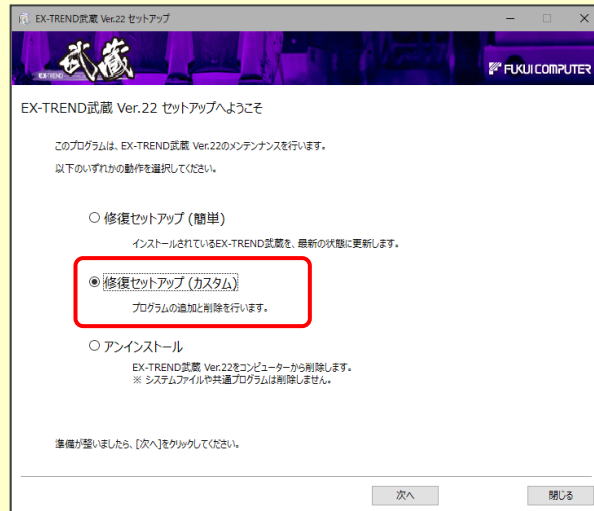 EX-TREND武蔵 Ver.22 セットアップ
武蔵
EX-TREND
FUKUI COMPUTER
EX-TREND武蔵 Ver.22 セットアップへようこそ
このプログラムは、EX-TREND武蔵 Ver.22のメンテナンスを行います。
以下のいずれかの動作を選択してください。
修復セットアップ (簡単)
インストールされているEX-TREND武蔵を、最新の状態に更新します。
修復セットアップ (カスタム)
プログラムの追加と削除を行います。
アンインストール
EX-TREND武蔵 Ver.22をコンピューターから削除します。
※ システムファイルや共通プログラムは削除しません。
準備が整いましたら、[次へ]をクリックしてください。
次へ
閉じる